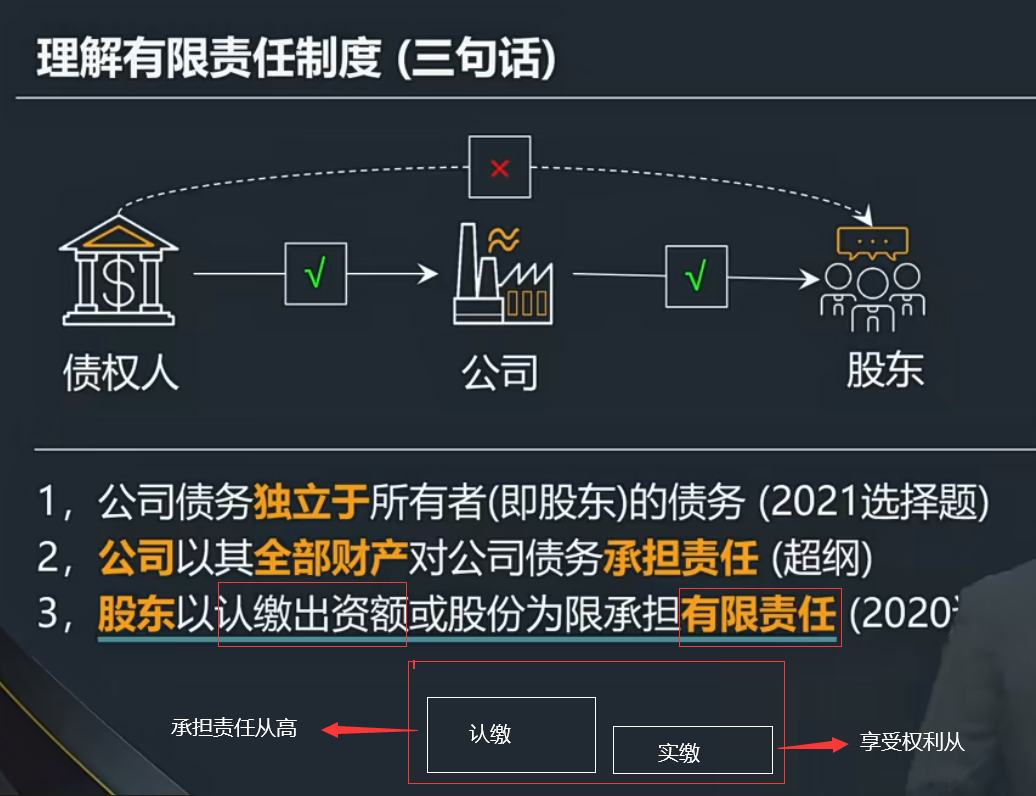 理解有限责任制度 (三句话)
×
√
√
$
债权人
公司
股东
1，公司债务独立于所有者(即股东)的债务 (2021选择题)
2，公司以其全部财产对公司债务承担责任 (超纲)
3，股东以认缴出资额或股份为限承担有限责任 (2020
承担责任从高
认缴
实缴
享受权利从